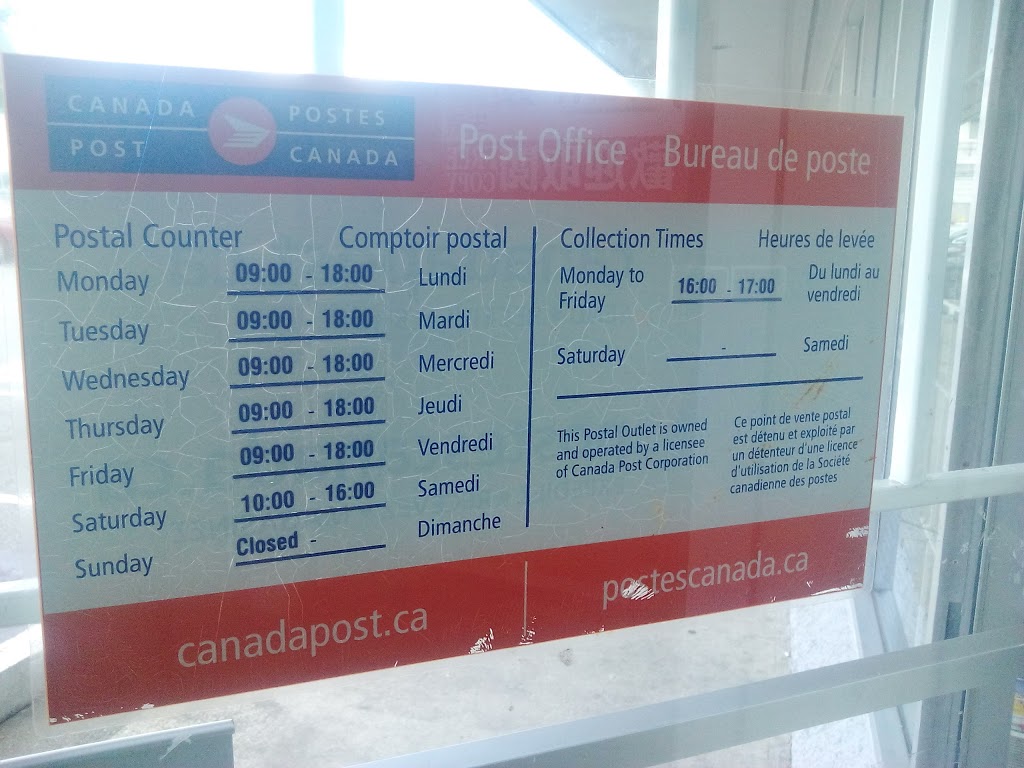 CANADA POSTES
POST CANADA
Post Office Bureau de poste
Postal Counter Comptoir postal
Monday 09:00 - 18:00 Lundi
Tuesday 09:00 - 18:00 Mardi
Wednesday 09:00 - 18:00 Mercredi
Thursday 09:00 - 18:00 Jeudi
Friday 09:00 - 18:00 Vendredi
Saturday 10:00 - 16:00 Samedi
Sunday Closed - Dimanche
Collection Times Heures de levée
Monday to 16:00 - 17:00 Du lundi au
Friday vendredi
Saturday - Samedi
This Postal Outlet is owned
and operated by a licensee
of Canada Post Corporation
Ce point de vente postal
est détenu et exploité par
un détenteur d'une licence
d'utilisation de la Société
canadienne des postes
canadapost.ca postescanada.ca